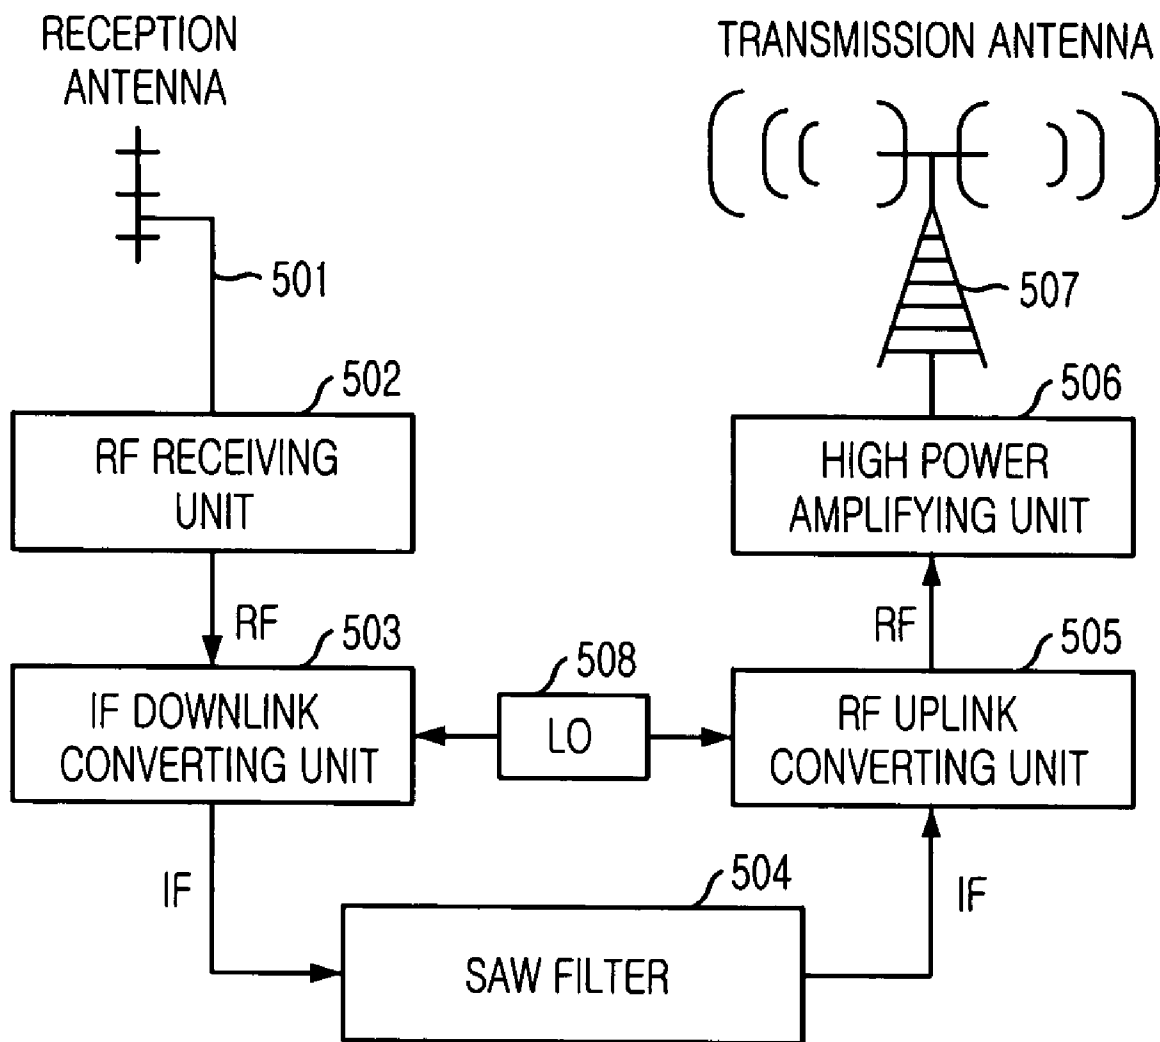 RECEPTION
ANTENNA
TRANSMISSION ANTENNA
501
507
502
RF RECEIVING
UNIT
506
HIGH POWER
AMPLIFYING UNIT
RF
RF
503
IF DOWNLINK
CONVERTING UNIT
508
LO
505
RF UPLINK
CONVERTING UNIT
IF
504
SAW FILTER
IF